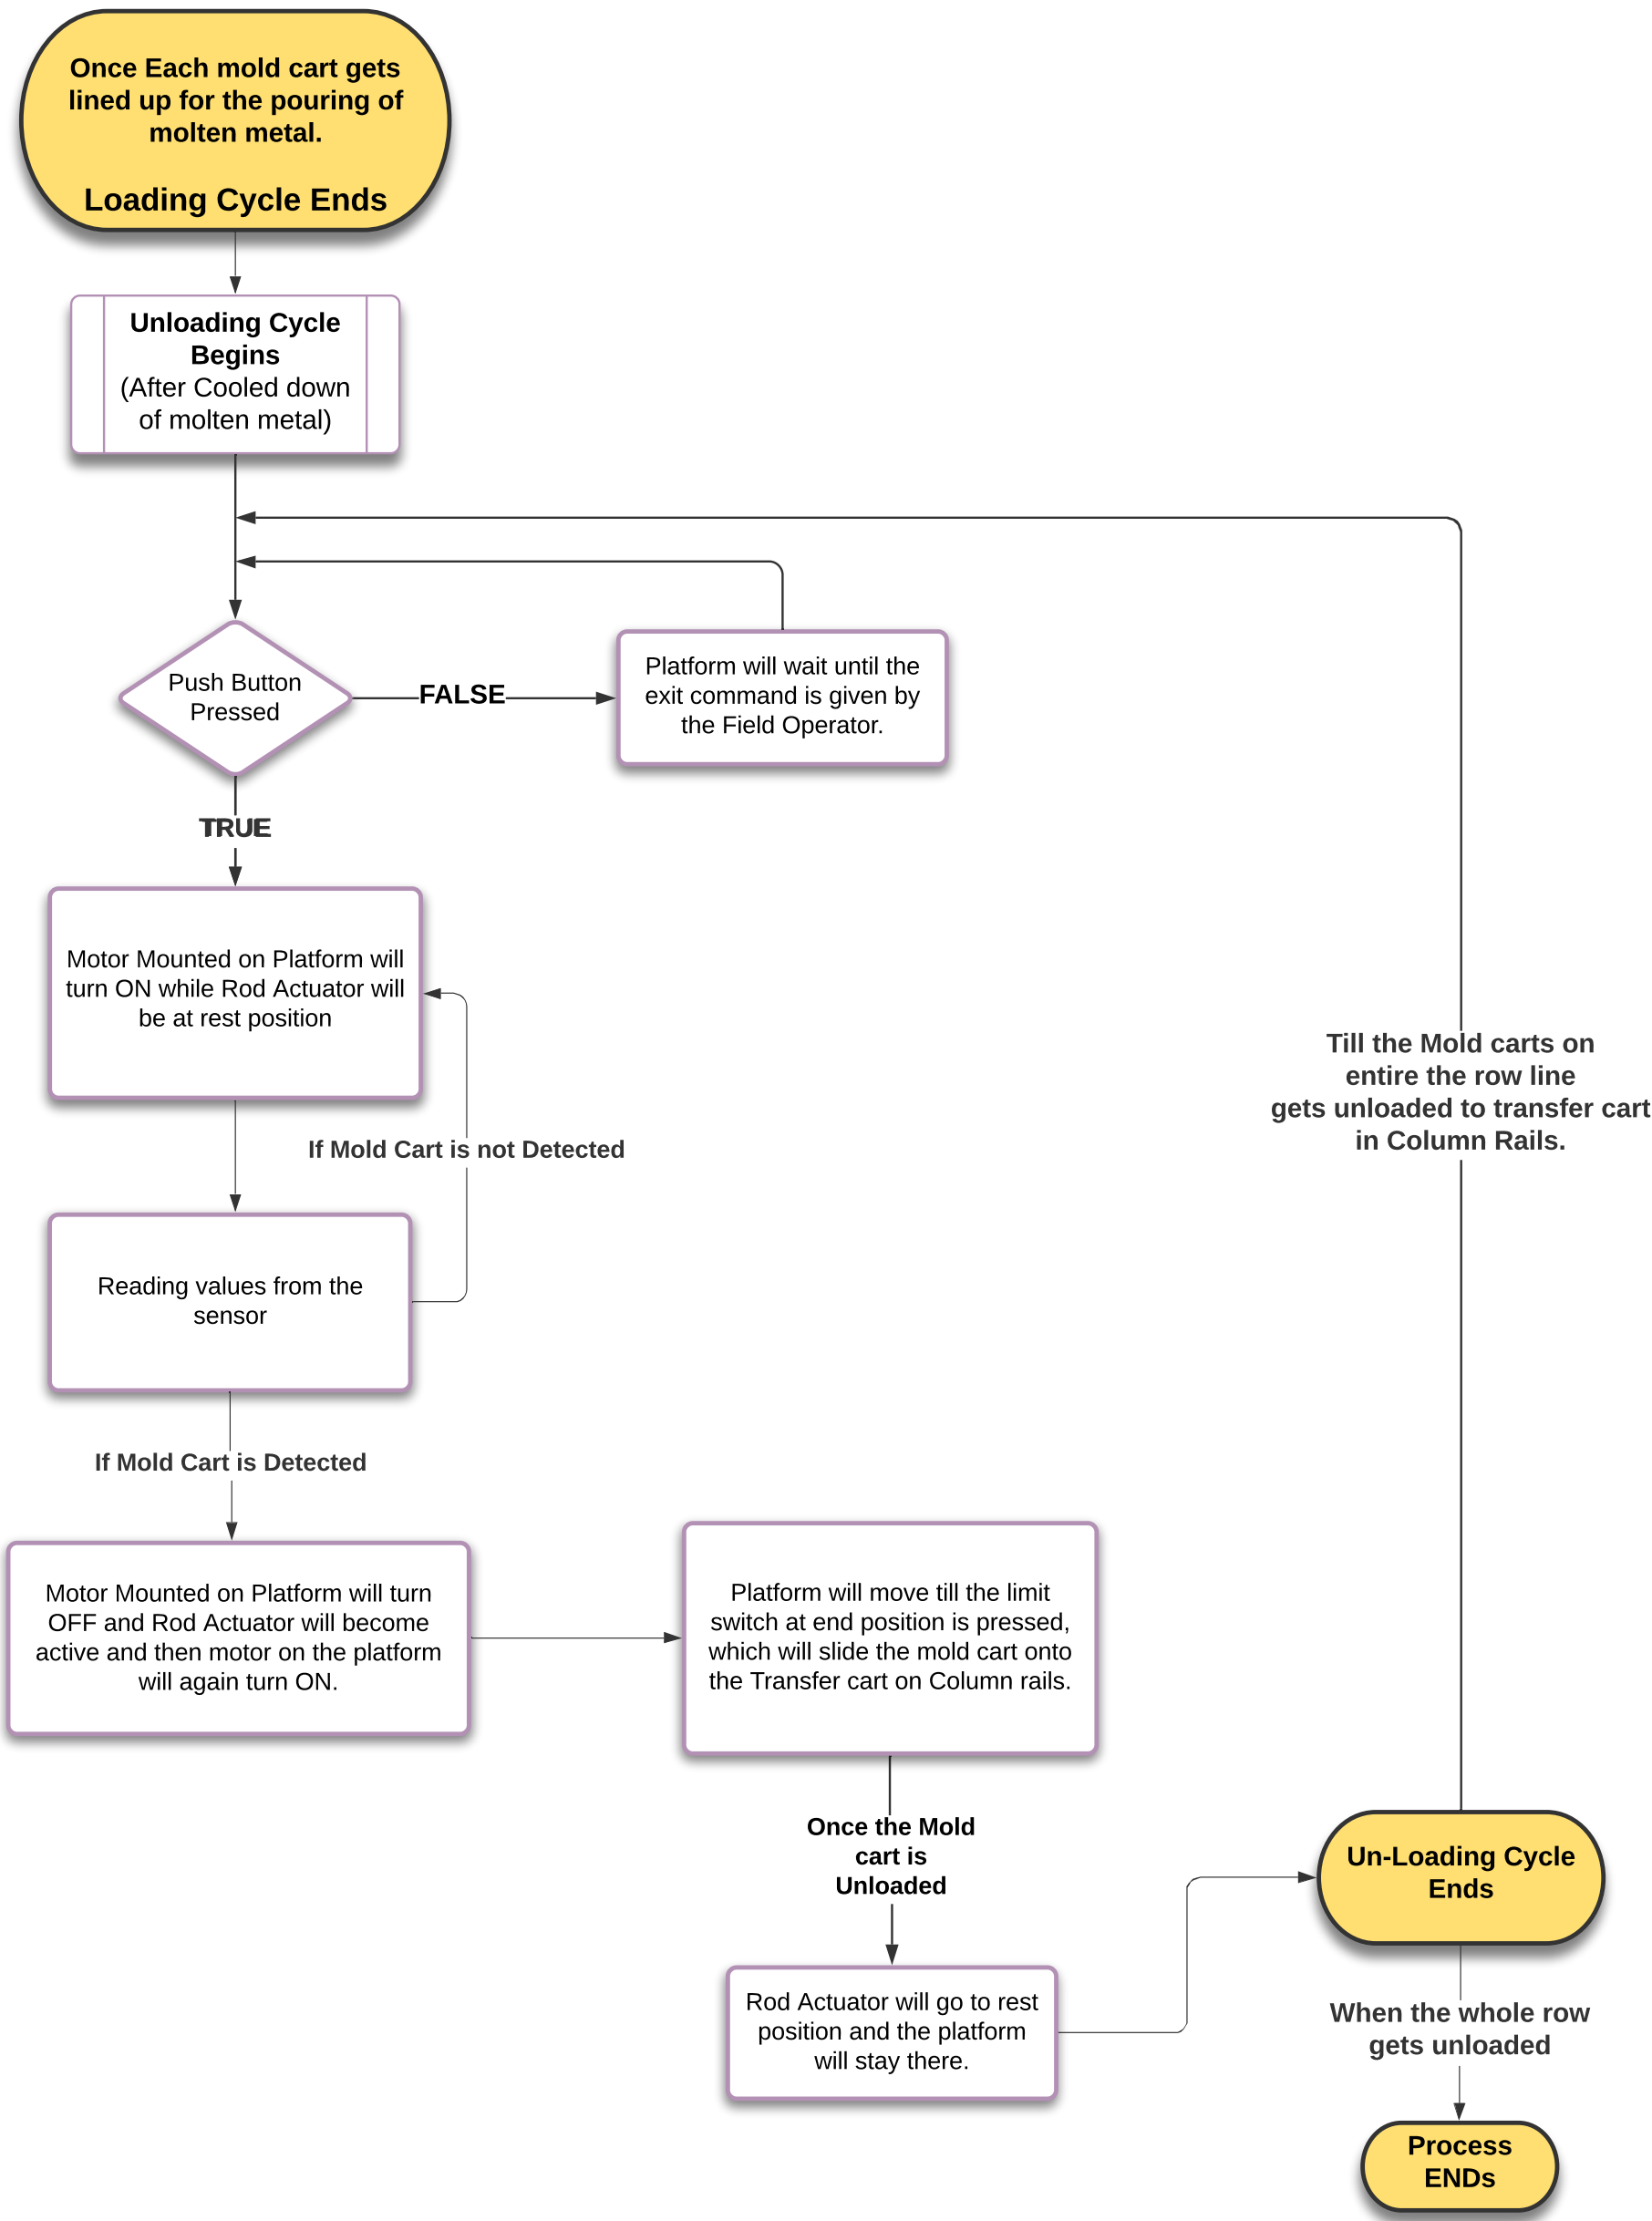 Once Each mold cart gets
lined up for the pouring of
molten metal.
Loading Cycle Ends
Unloading Cycle
Begins
(After Cooled down
of molten metal)
Push Button
Pressed
FALSE
Platform will wait until the
exit command is given by
the Field Operator.
TRUE
Motor Mounted on Platform will
turn ON while Rod Actuator will
be at rest position
If Mold Cart is not Detected
Reading values from the
sensor
If Mold Cart is Detected
Motor Mounted on Platform will turn
OFF and Rod Actuator will become
active and then motor on the platform
will again turn ON.
Platform will move till the limit
switch at end position is pressed,
which will slide the mold cart onto
the Transfer cart on Column rails.
Once the Mold
cart is
Unloaded
Rod Actuator will go to rest
position and the platform
will stay there.
Till the Mold carts on
entire the row line
gets unloaded to transfer cart
in Column Rails.
Un-Loading Cycle
Ends
When the whole row
gets unloaded
Process
ENDs